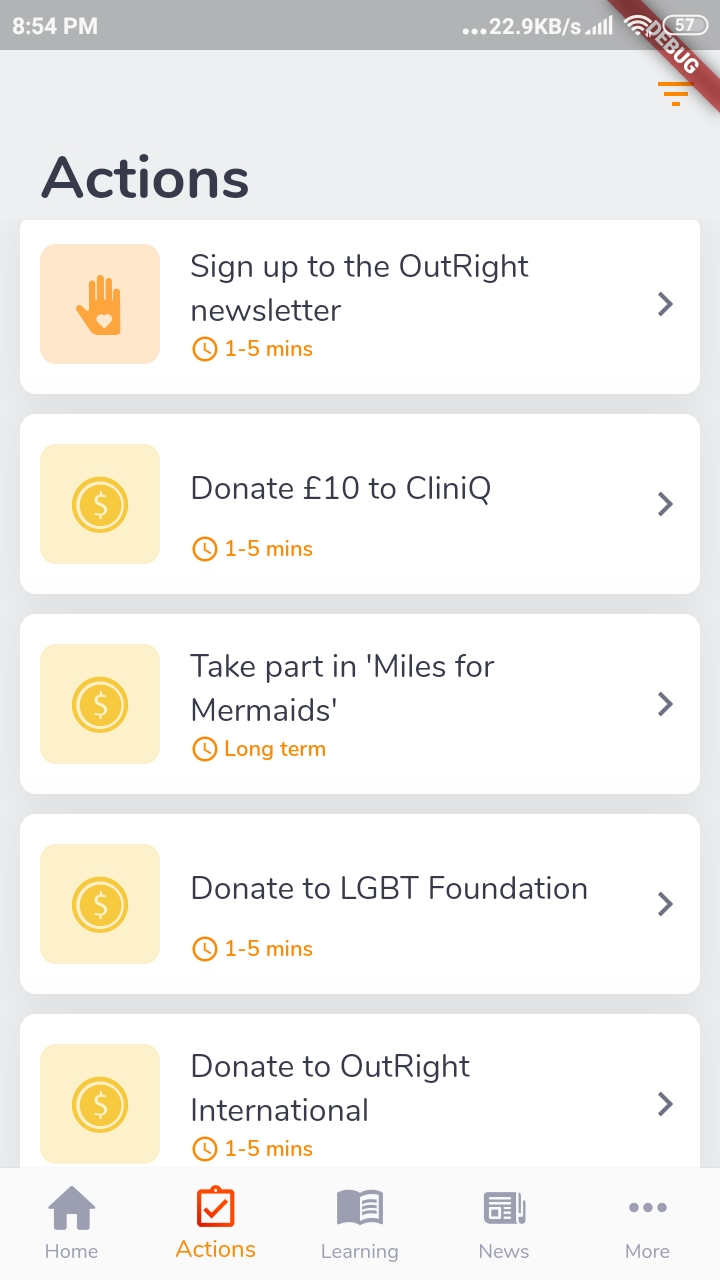 8:54 PM
...22.9KB/s
57
DEBUG
Actions
Sign up to the OutRight
newsletter
1-5 mins
Donate £10 to CliniQ
1-5 mins
Take part in 'Miles for
Mermaids'
Long term
Donate to LGBT Foundation
1-5 mins
Donate to OutRight
International
1-5 mins
Home
Actions
Learning
News
More